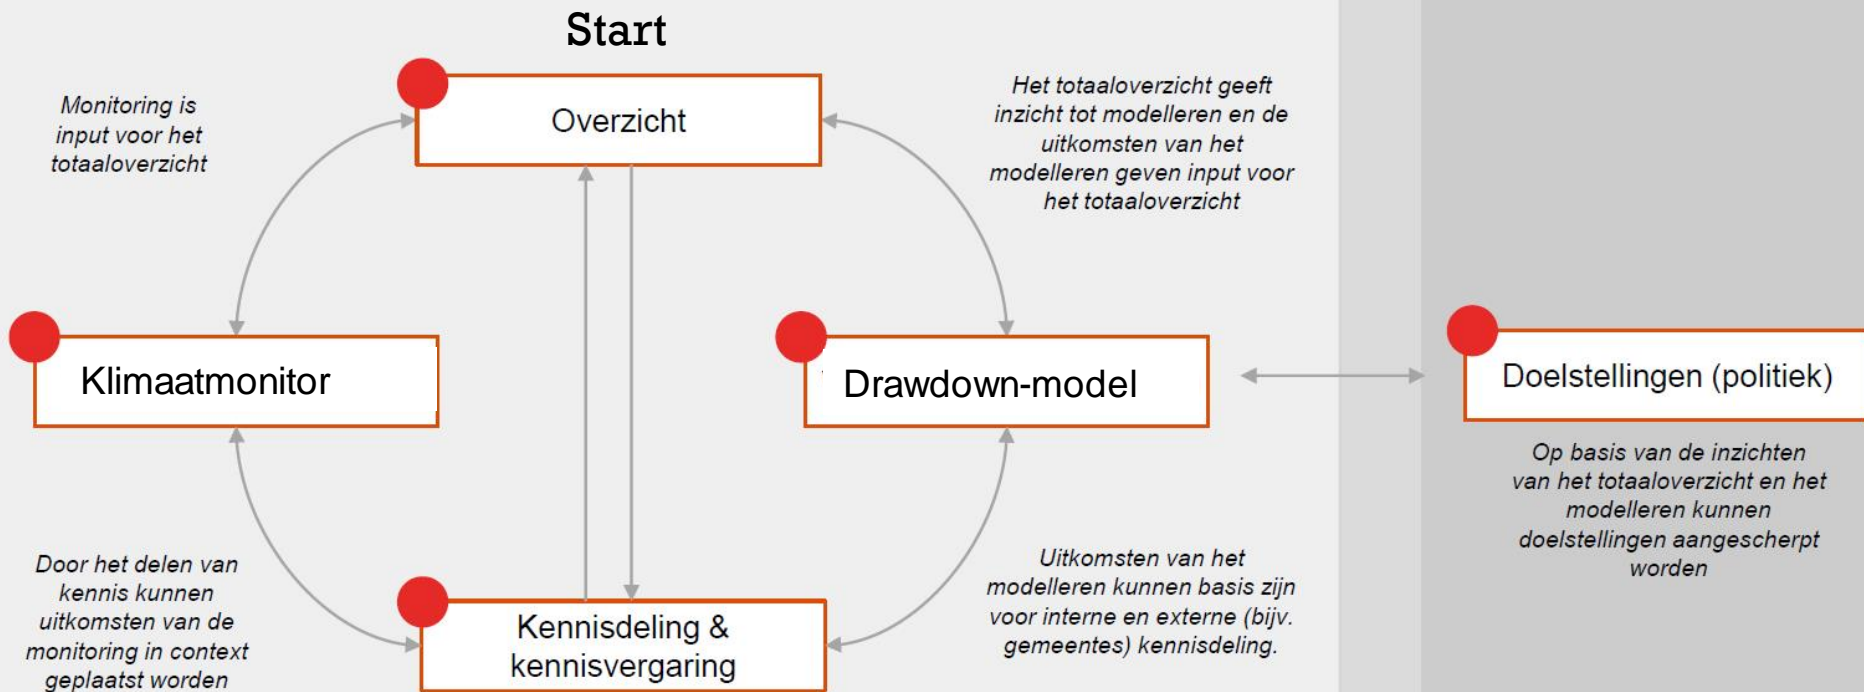 Start
Overzicht
Monitoring is
input voor het
totaaloverzicht
Het totaaloverzicht geeft
inzicht tot modelleren en de
uitkomsten van het
modelleren geven input voor
het totaaloverzicht
Klimaatmonitor
Drawdown-model
Doelstellingen (politiek)
Op basis van de inzichten
van het totaaloverzicht en het
modelleren kunnen
doelstellingen aangescherpt
worden
Door het delen van
kennis kunnen
uitkomsten van de
monitoring in context
geplaatst worden
Kennisdeling &
kennisvergaring
Uitkomsten van het
modelleren kunnen basis zijn
voor interne en externe (bijv.
gemeentes) kennisdeling.